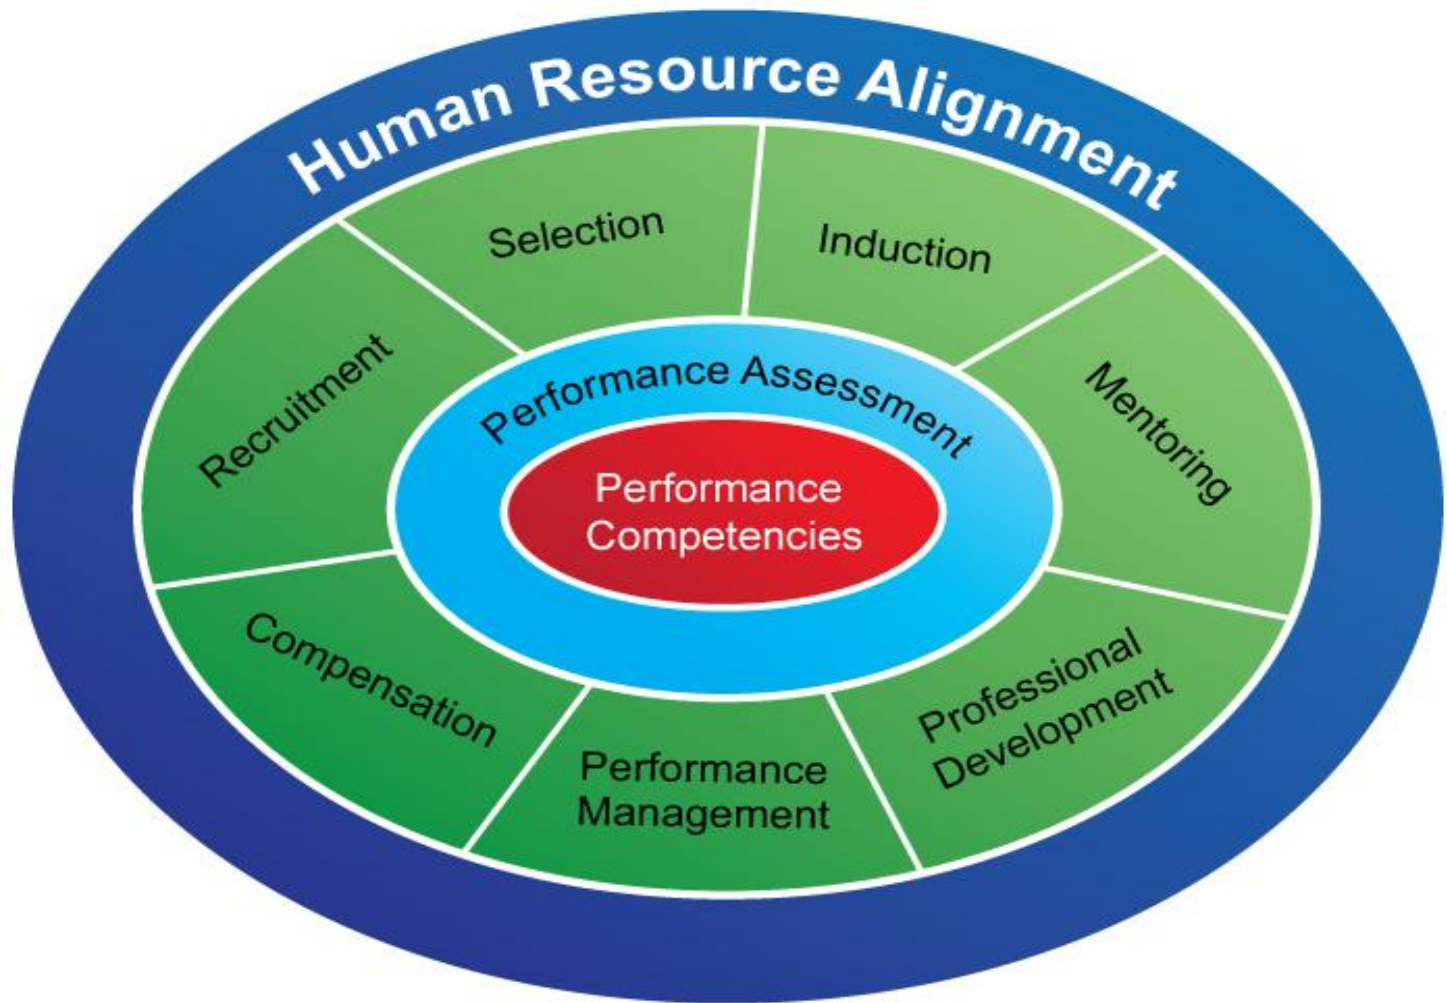 Human Resource Alignment
Selection
Induction
Recruitment
Mentoring
Performance Assessment
Performance
Competencies
Compensation
Performance
Management
Professional
Development